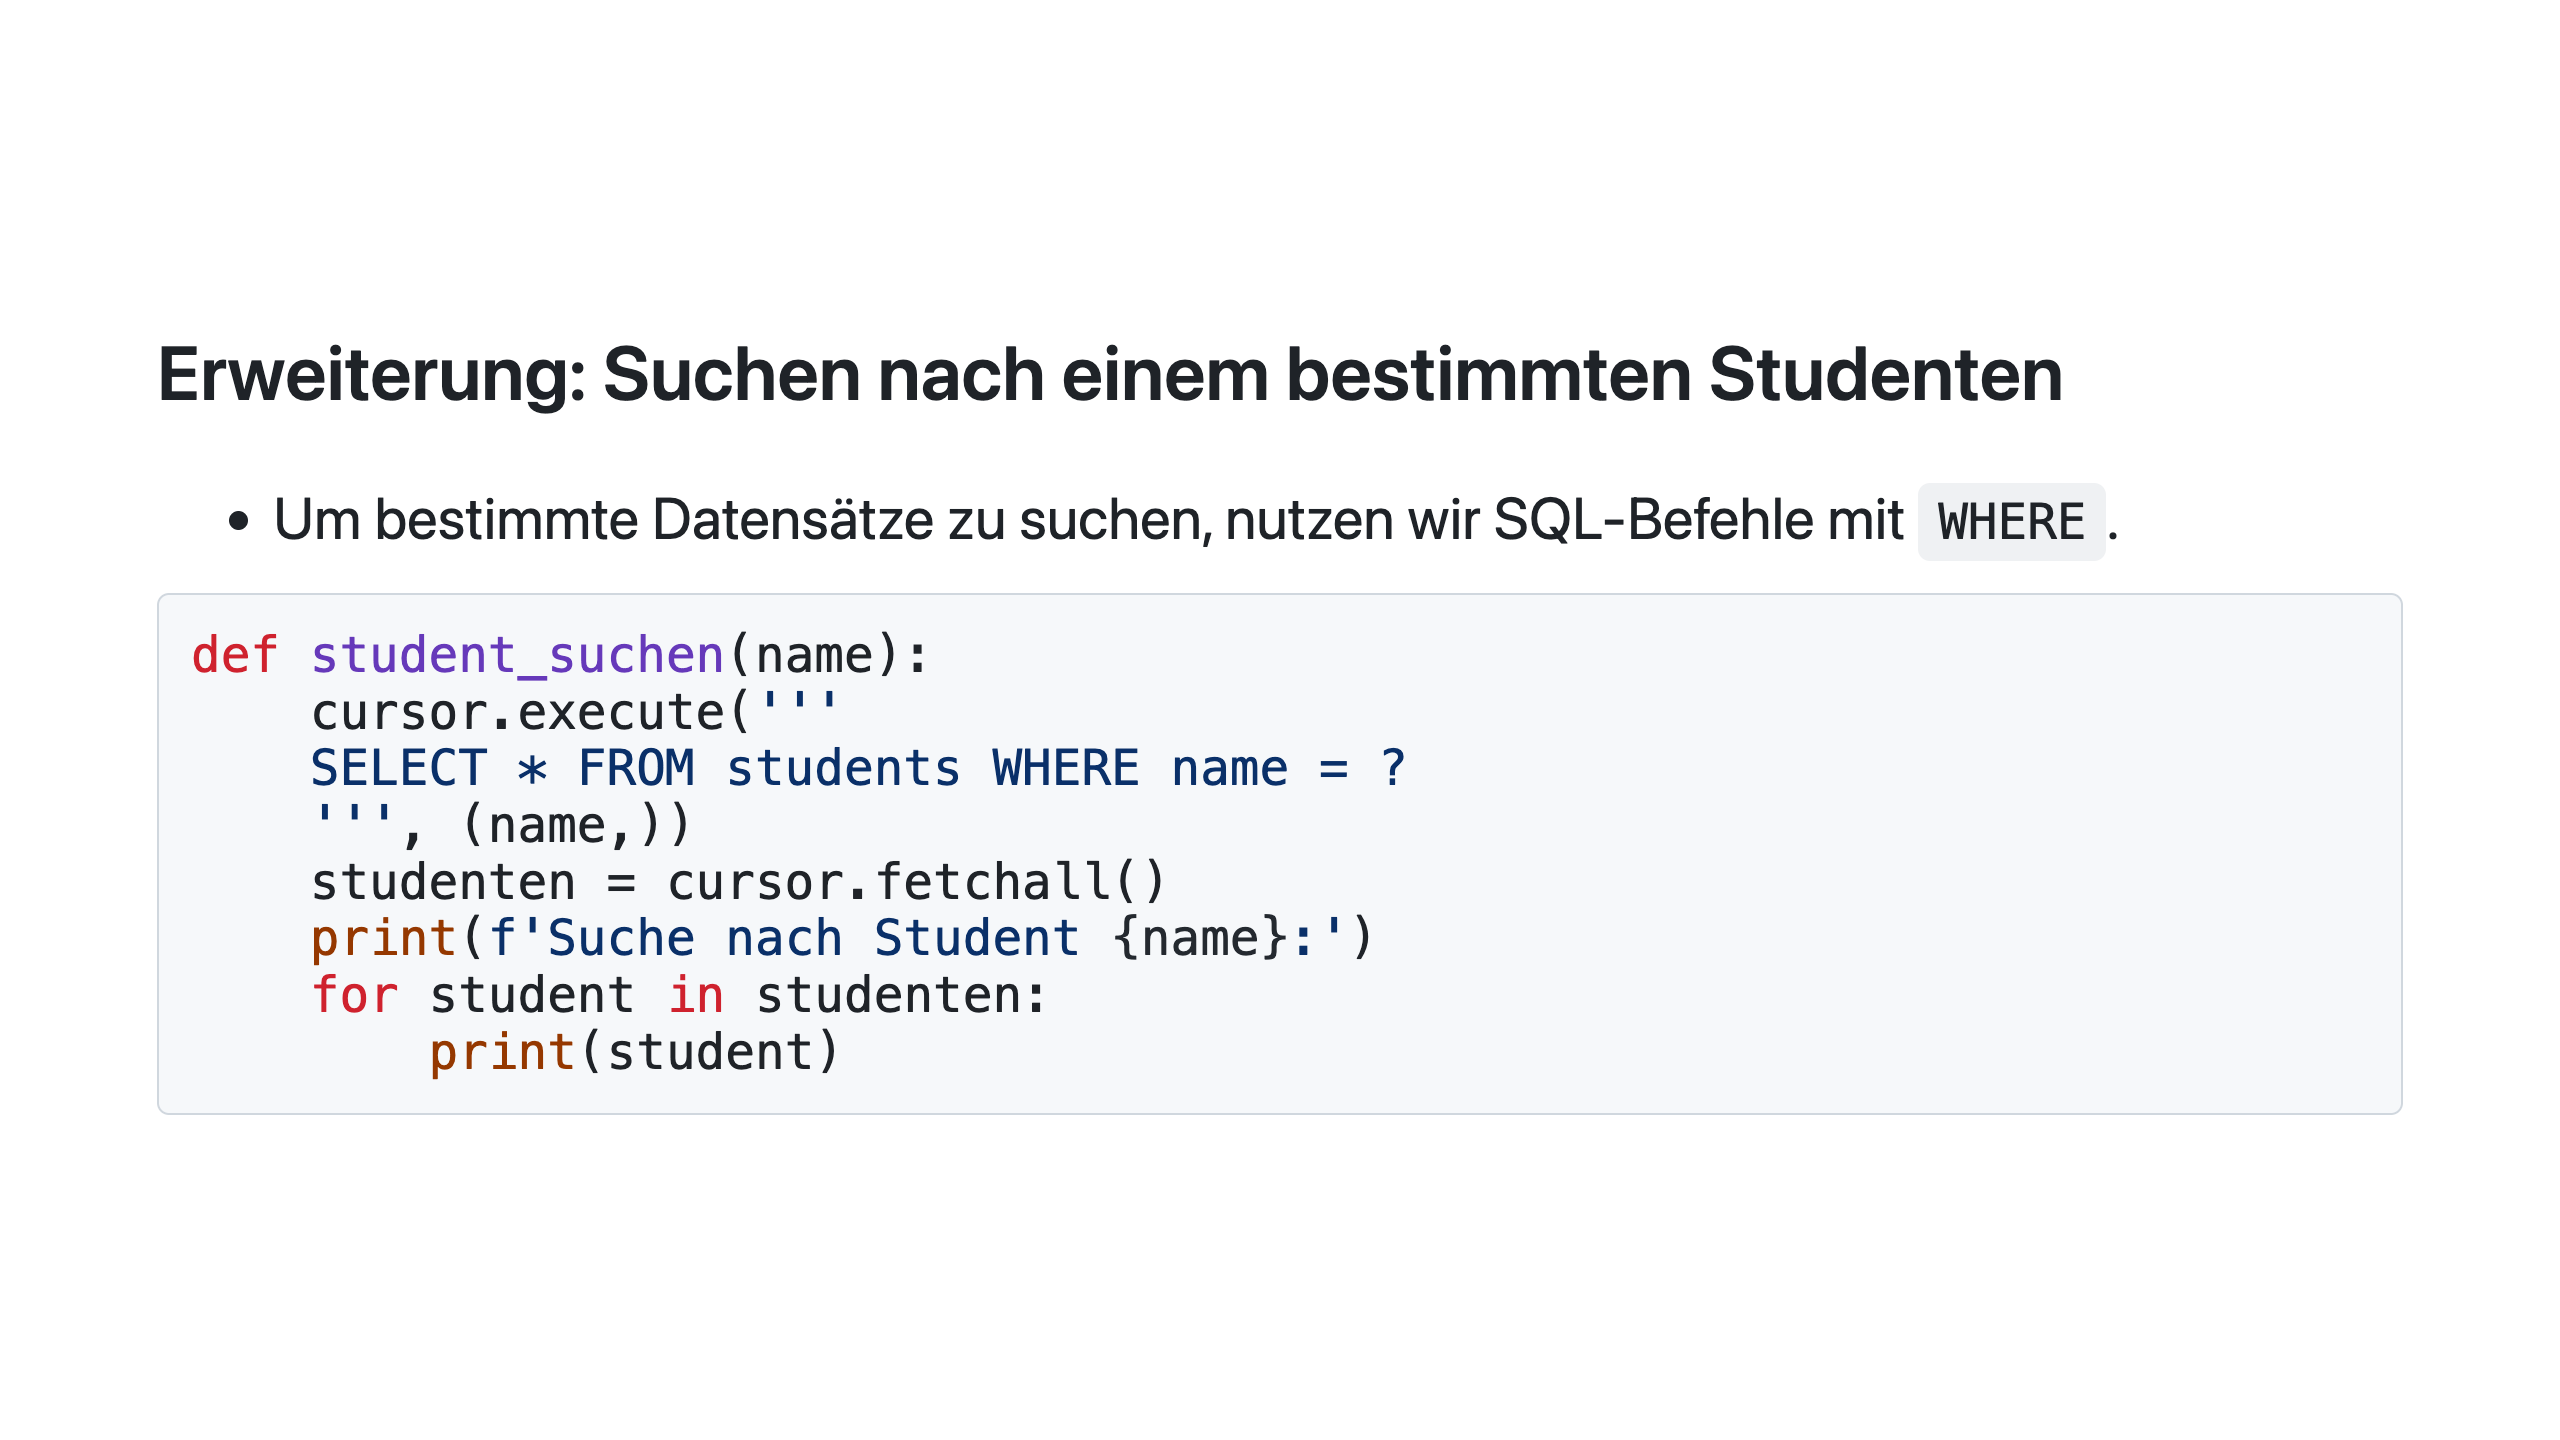 Erweiterung: Suchen nach einem bestimmten Studenten
• Um bestimmte Datensätze zu suchen, nutzen wir SQL-Befehle mit WHERE.
def student_suchen(name):
    cursor.execute('''
    SELECT * FROM students WHERE name = ?
    ''', (name,))
    studenten = cursor.fetchall()
    print(f'Suche nach Student {name}:')
    for student in studenten:
        print(student)